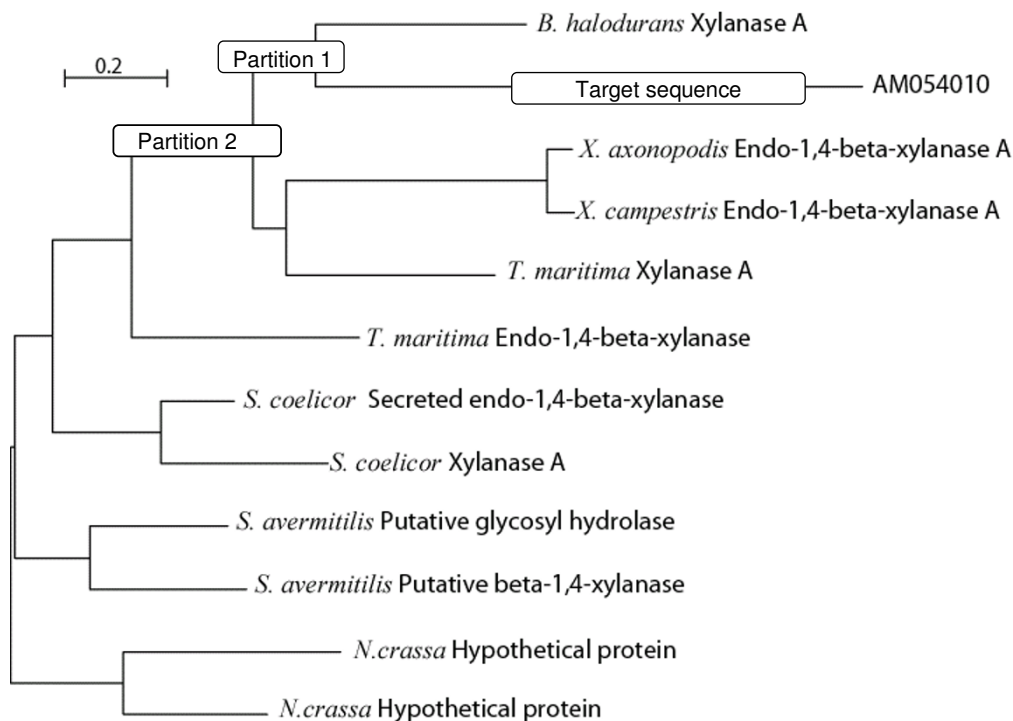 B. halodurans Xylanase A
Partition 1
0.2
Target sequence AM054010
Partition 2
X. axonopodis Endo-1,4-beta-xylanase A
X. campestris Endo-1,4-beta-xylanase A
T. maritima Xylanase A
T. maritima Endo-1,4-beta-xylanase
S. coelicor Secreted endo-1,4-beta-xylanase
S. coelicor Xylanase A
S. avermitilis Putative glycosyl hydrolase
S. avermitilis Putative beta-1,4-xylanase
N.crassa Hypothetical protein
N.crassa Hypothetical protein